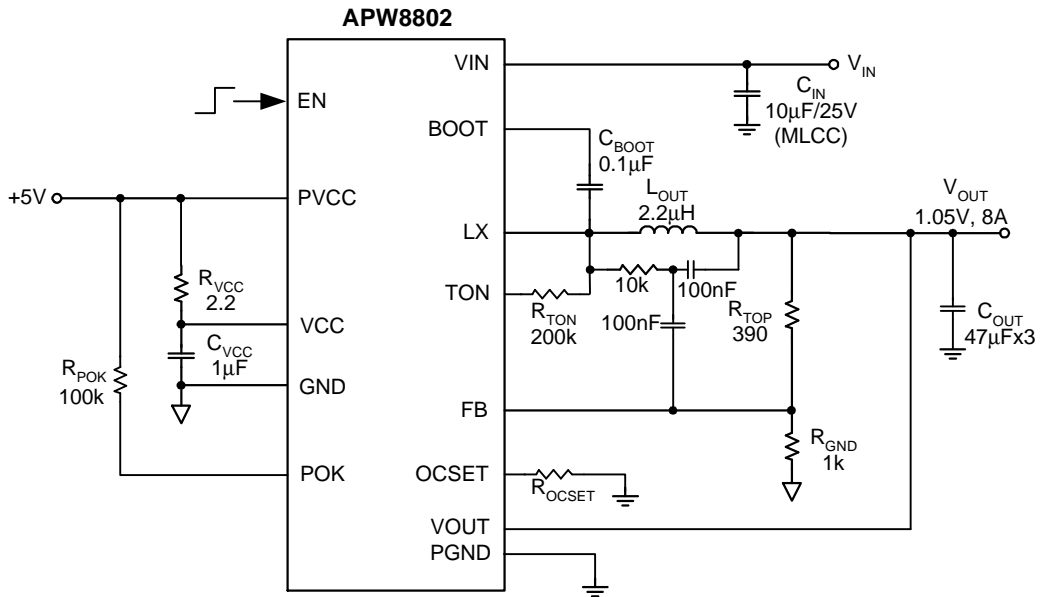 APW8802
VIN
V_IN
C_IN
10μF/25V
(MLCC)
EN
BOOT
C_BOOT
0.1μF
+5V
PVCC
LX
L_OUT
2.2μH
V_OUT
1.05V, 8A
10k
100nF
TON
R_TON
200k
100nF
R_TOP
390
C_OUT
47μFx3
R_VCC
2.2
VCC
C_VCC
1μF
GND
R_POK
100k
FB
R_GND
1k
POK
OCSET
R_OCSET
VOUT
PGND